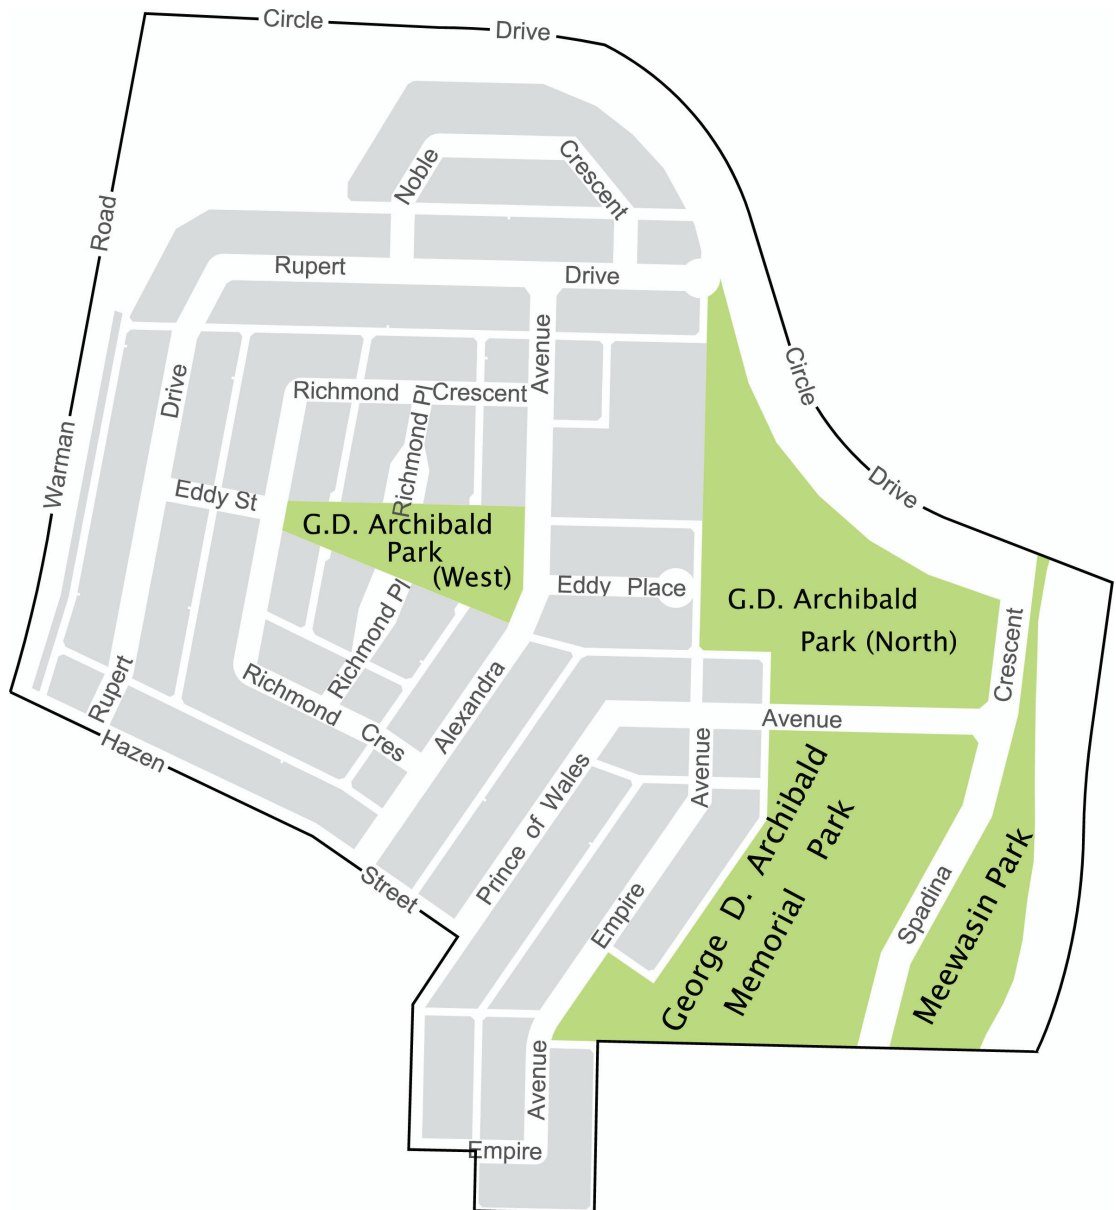 Circle Drive
Noble Crescent
Road
Rupert Drive
Avenue
Circle
Drive
Richmond Crescent
Richmond Pl
Warman
Drive
Eddy St
G.D. Archibald
Park
(West)
Eddy Place
G.D. Archibald
Park (North)
Crescent
Richmond Pl
Rupert
Richmond Cres
Alexandra
Avenue
Hazen
Avenue
Prince of Wales
George D. Archibald
Memorial Park
Street
Empire
Spadina
Meewasin Park
Avenue
Empire